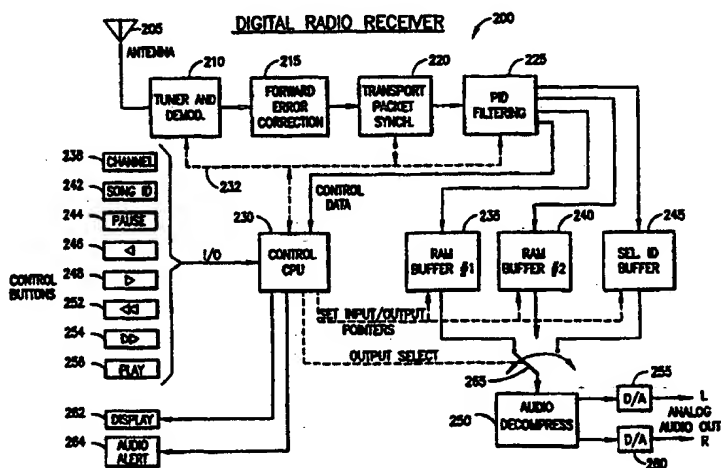 DIGITAL RADIO RECEIVER
200
205
ANTENNA
210
TUNER AND
DEMOD.
215
FORWARD
ERROR
CORRECTION
220
TRANSPORT
PACKET
SYNCH.
225
PID
FILTERING
232
CONTROL
DATA
CONTROL
BUTTONS
238
CHANNEL
242
SONG ID
244
PAUSE
246
248
252
254
256
PLAY
I/O
230
CONTROL
CPU
235
RAM
BUFFER #1
240
RAM
BUFFER #2
245
SEL. ID
BUFFER
SET INPUT/OUTPUT
POINTERS
OUTPUT SELECT
265
262
DISPLAY
264
AUDIO
ALERT
250
AUDIO
DECOMPRESS
255
D/A
L
ANALOG
AUDIO OUT
R
D/A
260